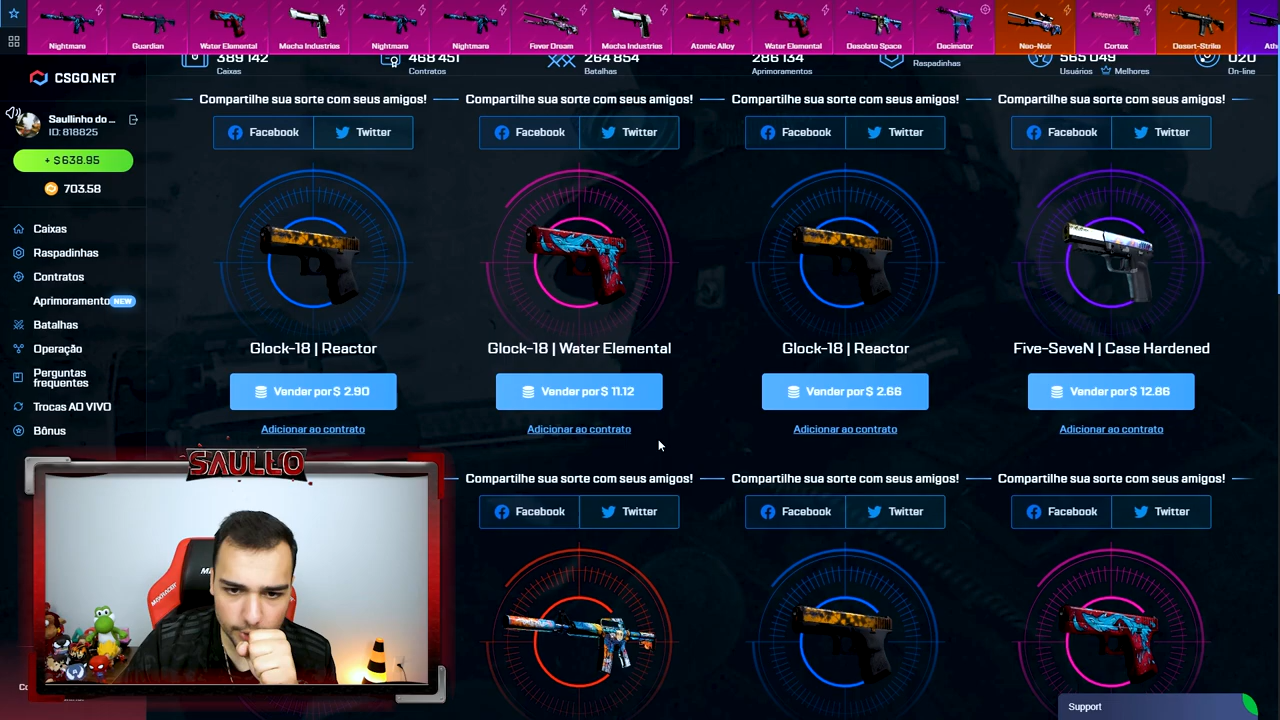 Nightmare
Guardian
Water Elemental
Mecha Industries
Nightmare
Nightmare
Fever Dream
Mecha Industries
Atomic Alloy
Water Elemental
Desolate Space
Decimator
Neo-Noir
Cortex
Desert-Strike
Ath
CSGO.NET
389 142
Caixas
468 451
Contratos
264 854
Batalhas
286 134
Aprimoramentos
Raspadinhas
565 049
Usuários
Melhores
020
On-line
Saullinho do ...
ID: 818825
+ $ 638.95
703.58
Caixas
Raspadinhas
Contratos
Aprimoramento NEW
Batalhas
Operação
Perguntas
frequentes
Trocas AO VIVO
Bônus
Compartilhe sua sorte com seus amigos!
Compartilhe sua sorte com seus amigos!
Compartilhe sua sorte com seus amigos!
Compartilhe sua sorte com seus amigos!
Facebook Twitter
Facebook Twitter
Facebook Twitter
Facebook Twitter
Glock-18 | Reactor
Glock-18 | Water Elemental
Glock-18 | Reactor
Five-SeveN | Case Hardened
Vender por $ 2.90
Vender por $ 11.12
Vender por $ 2.66
Vender por $ 12.86
Adicionar ao contrato
Adicionar ao contrato
Adicionar ao contrato
Adicionar ao contrato
SAULLO
Compartilhe sua sorte com seus amigos!
Compartilhe sua sorte com seus amigos!
Compartilhe sua sorte com seus amigos!
Facebook Twitter
Facebook Twitter
Facebook Twitter
Support